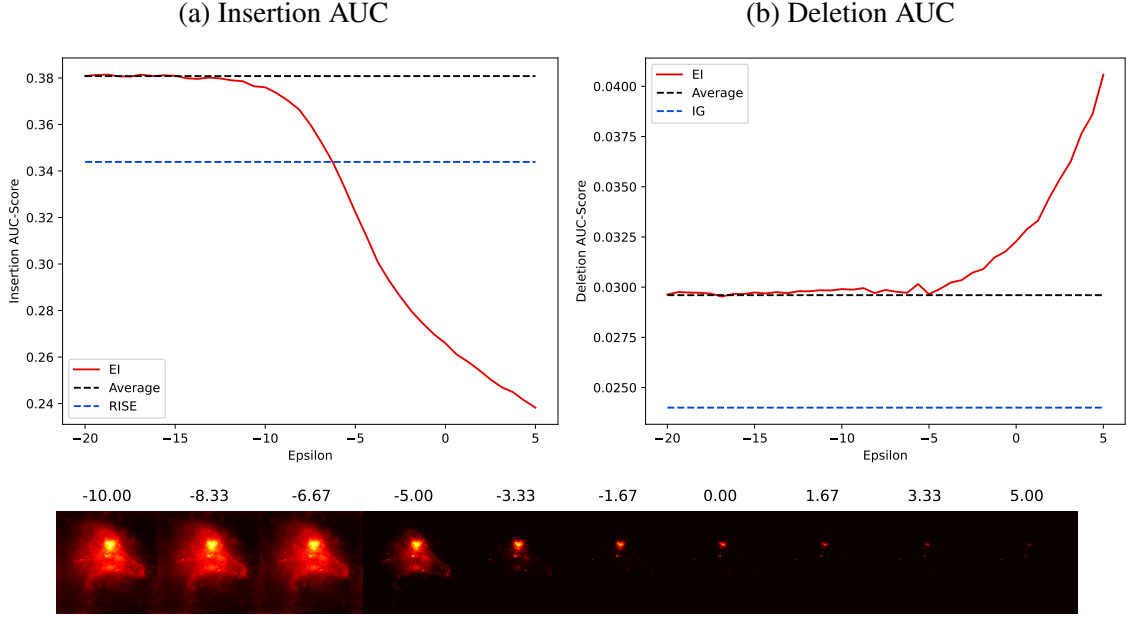 (a) Insertion AUC
(b) Deletion AUC
0.38
0.36
0.34
0.32
0.30
0.28
0.26
0.24
Insertion AUC-Score
EI
Average
RISE
−20 −15 −10 −5 0 5
Epsilon
0.0400
0.0375
0.0350
0.0325
0.0300
0.0275
0.0250
Deletion AUC-Score
EI
Average
IG
−20 −15 −10 −5 0 5
Epsilon
-10.00 -8.33 -6.67 -5.00 -3.33 -1.67 0.00 1.67 3.33 5.00